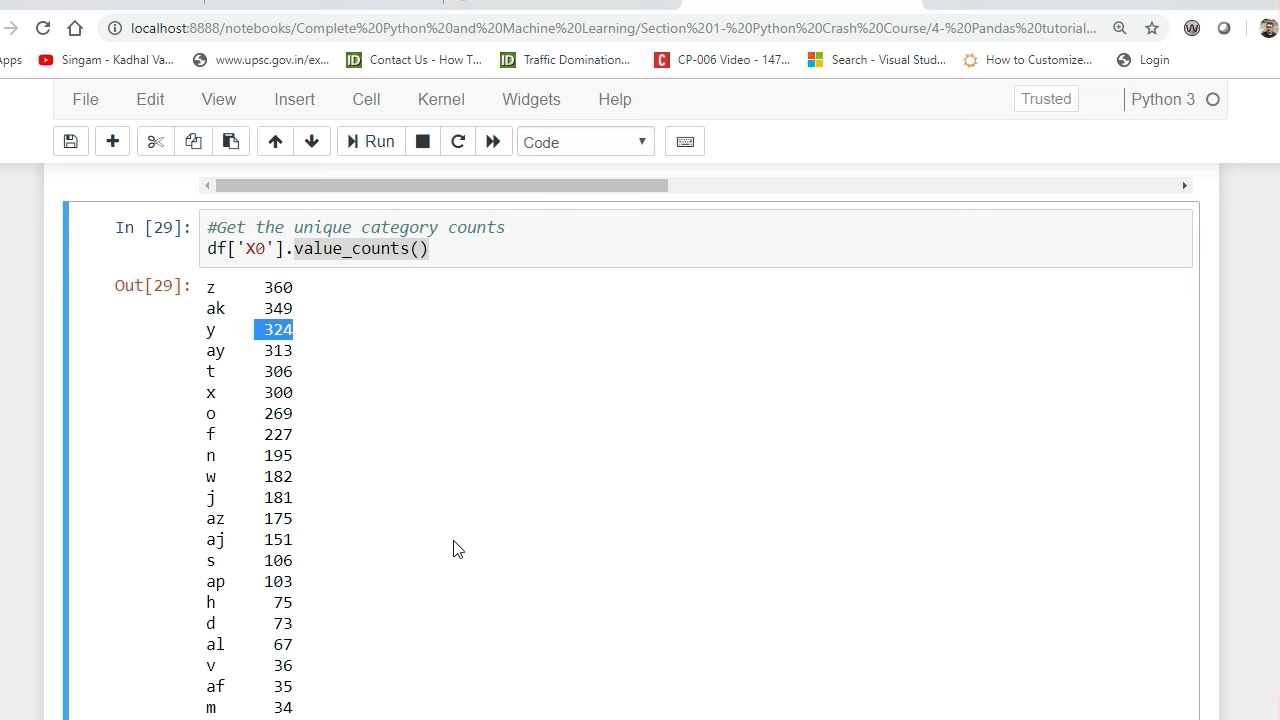 localhost:8888/notebooks/Complete%20Python%20and%20Machine%20Learning/Section%201-%20Python%20Crash%20Course/4-%20Pandas%20tutorial...
pps Singam - Kadhal Va... www.upsc.gov.in/ex... Contact Us - How T... Traffic Domination... CP-006 Video - 147... Search - Visual Stud... How to Customize... Login
File Edit View Insert Cell Kernel Widgets Help Trusted Python 3
Run Code
In [29]: #Get the unique category counts
df['X0'].value_counts()
Out[29]: z 360
ak 349
y 324
ay 313
t 306
x 300
o 269
f 227
n 195
w 182
j 181
az 175
aj 151
s 106
ap 103
h 75
d 73
al 67
v 36
af 35
m 34